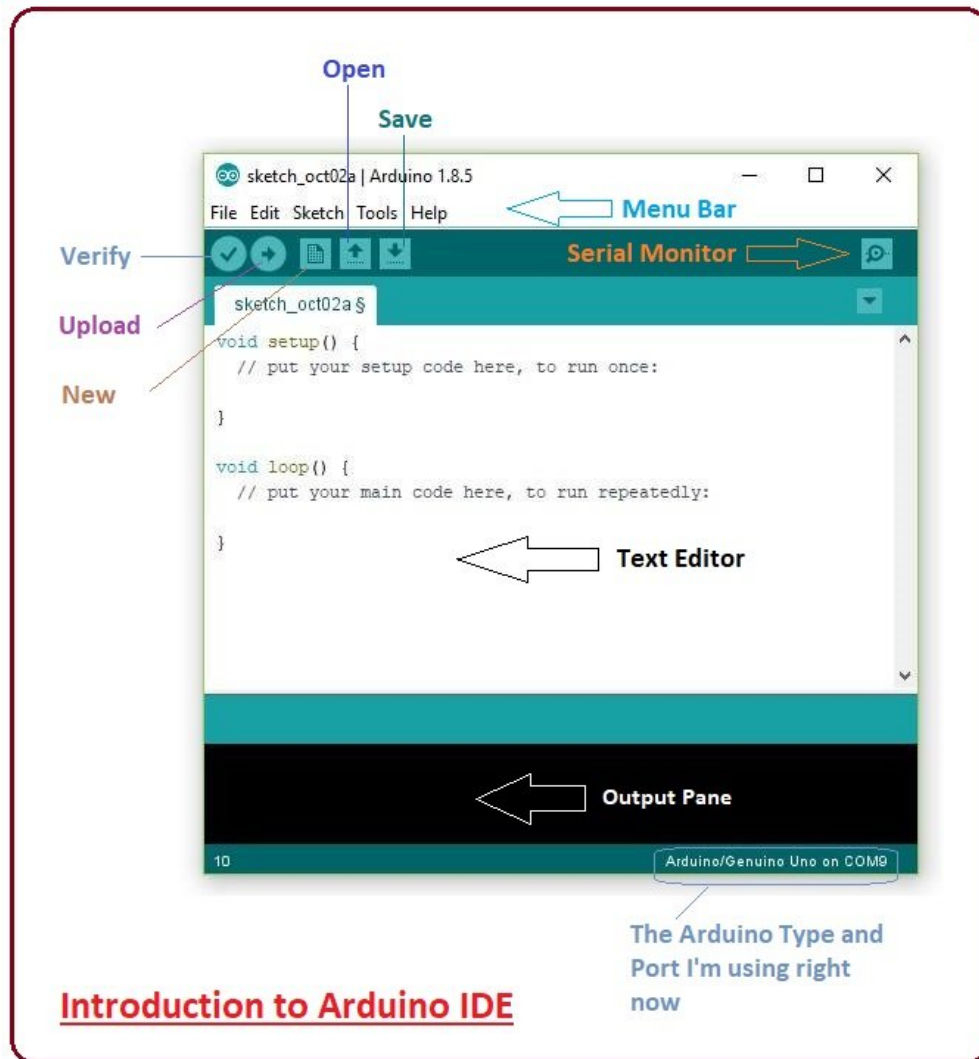 Open
Save
sketch_oct02a | Arduino 1.8.5
File Edit Sketch Tools Help
Menu Bar
Verify
Serial Monitor
sketch_oct02a §
Upload
void setup() {
// put your setup code here, to run once:
New
}
void loop() {
// put your main code here, to run repeatedly:
}
Text Editor
Output Pane
10
Arduino/Genuino Uno on COM9
The Arduino Type and
Port I'm using right
now
Introduction to Arduino IDE